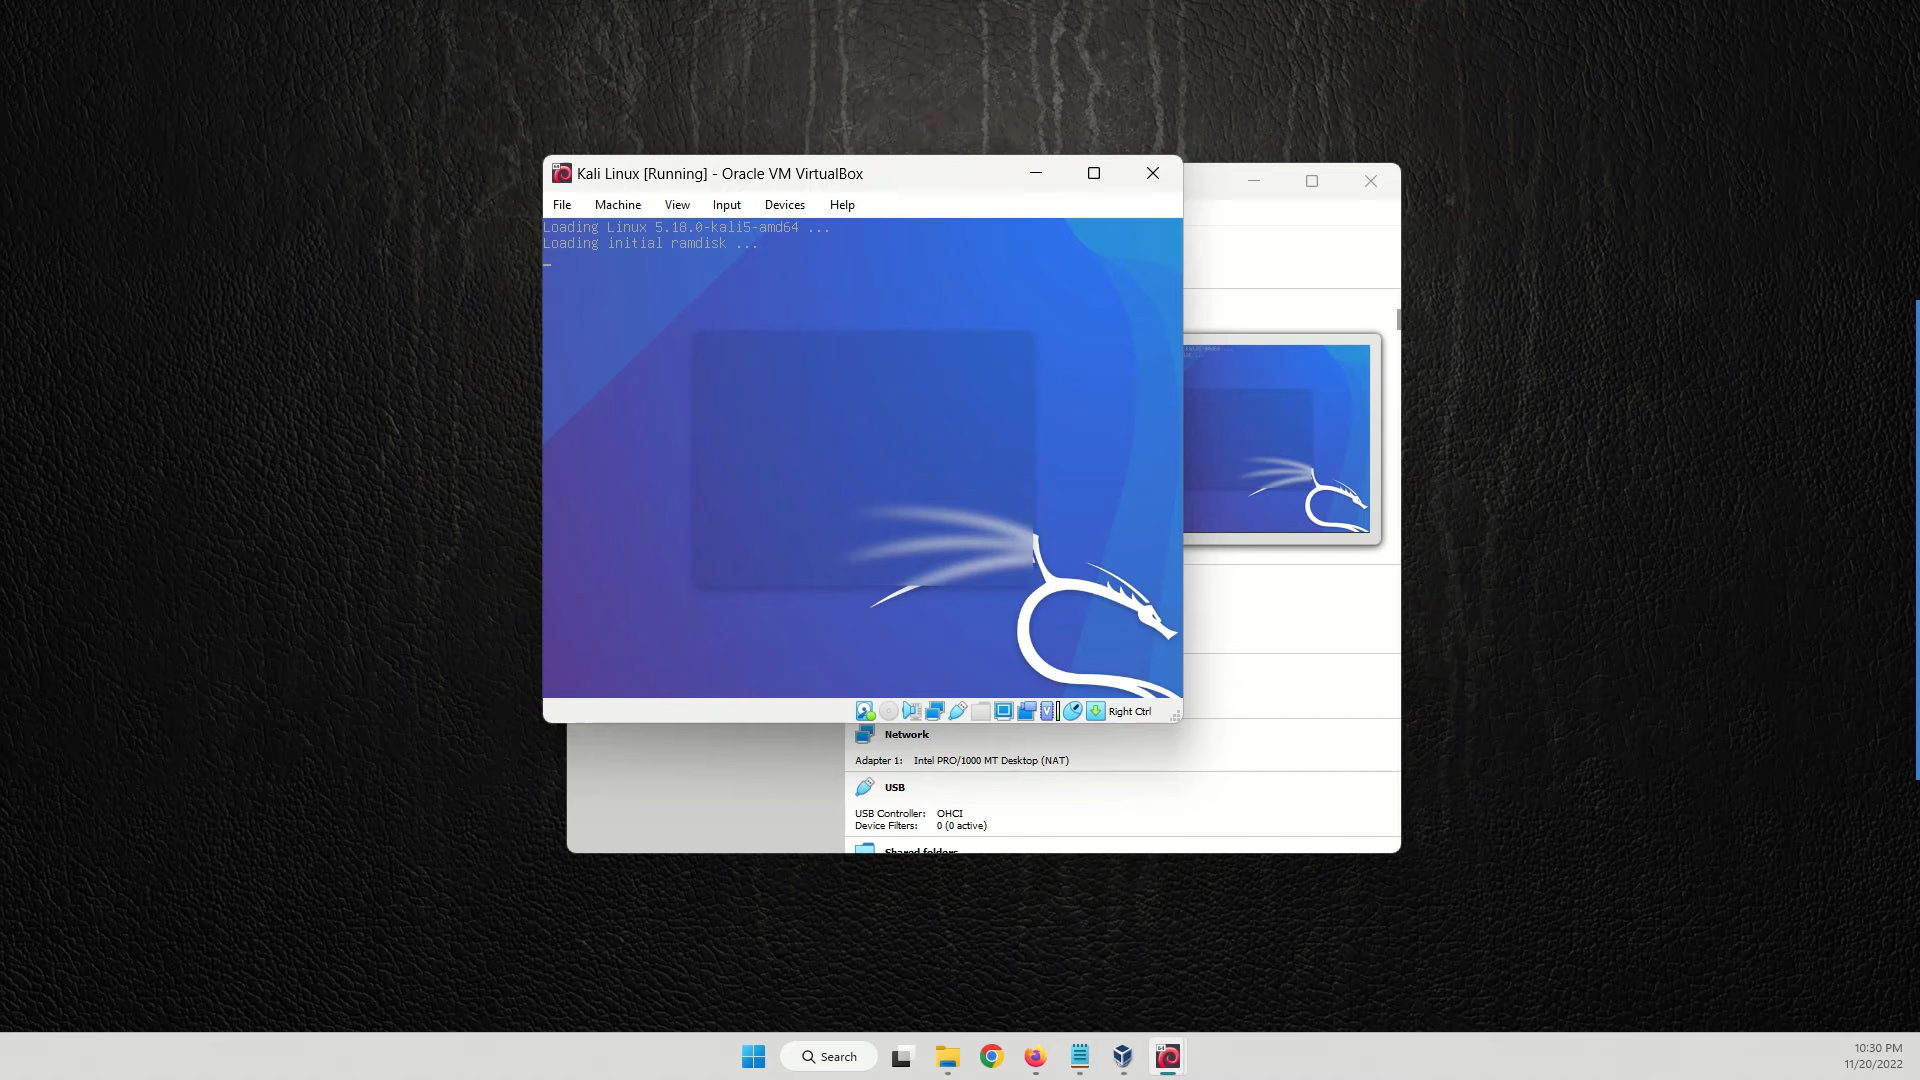 Kali Linux [Running] - Oracle VM VirtualBox
File Machine View Input Devices Help
Loading Linux 5.18.0-kali5-amd64 ...
Loading initial ramdisk ...
Right Ctrl
Network
Adapter 1: Intel PRO/1000 MT Desktop (NAT)
USB
USB Controller: OHCI
Device Filters: 0 (0 active)
Shared folders
Search
10:30 PM
11/20/2022